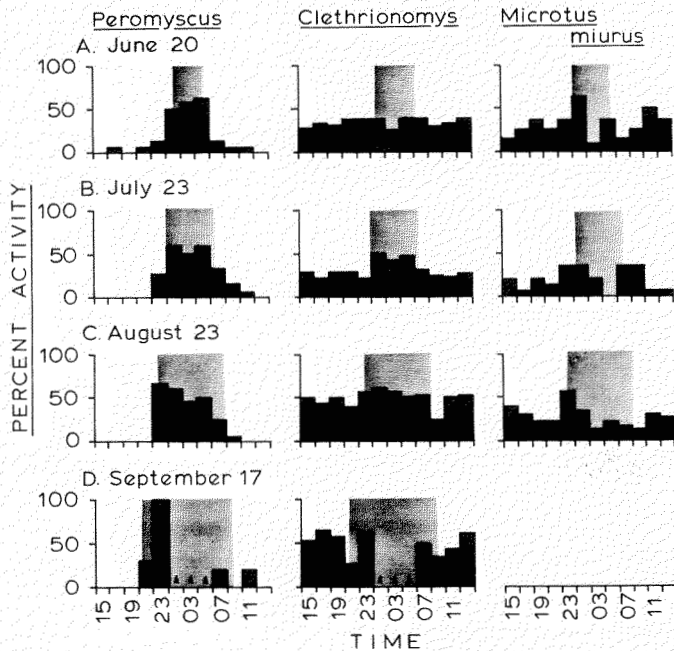 Peromyscus Clethrionomys Microtus
miurus
A. June 20
100
50
0
B. July 23
100
50
0
C. August 23
100
50
0
D. September 17
100
50
0
PERCENT ACTIVITY
15 19 23 03 07 11 15 19 23 03 07 11 15 19 23 03 07 11
TIME